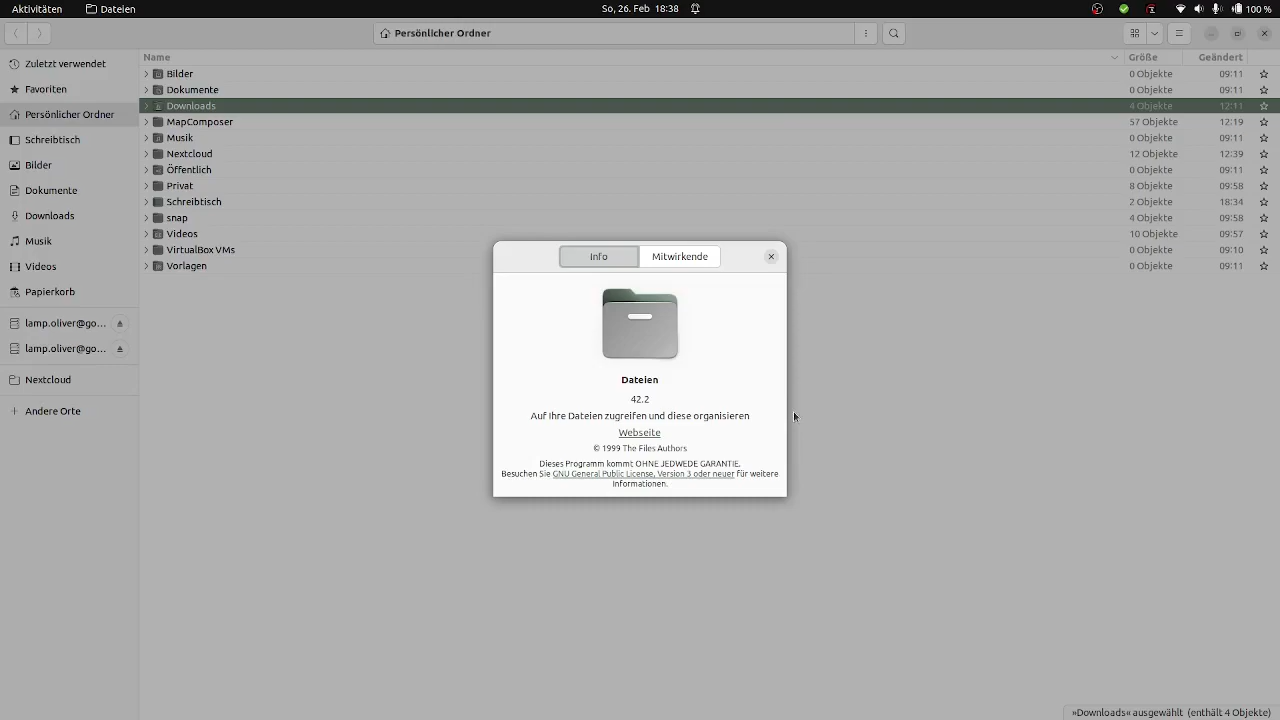 Aktivitäten Dateien So, 26. Feb 18:38 100 %
Persönlicher Ordner
Name Größe Geändert
Zuletzt verwendet
Favoriten
Persönlicher Ordner
Schreibtisch
Bilder
Dokumente
Downloads
Musik
Videos
Papierkorb
lamp.oliver@go...
lamp.oliver@go...
Nextcloud
Andere Orte
Bilder 0 Objekte 09:11
Dokumente 0 Objekte 09:11
Downloads 4 Objekte 12:11
MapComposer 57 Objekte 12:19
Musik 0 Objekte 09:11
Nextcloud 12 Objekte 12:39
Öffentlich 0 Objekte 09:11
Privat 8 Objekte 09:58
Schreibtisch 2 Objekte 18:34
snap 4 Objekte 09:58
Videos 10 Objekte 09:57
VirtualBox VMs 0 Objekte 09:10
Vorlagen 0 Objekte 09:11
Info Mitwirkende
Dateien
42.2
Auf Ihre Dateien zugreifen und diese organisieren
Webseite
© 1999 The Files Authors
Dieses Programm kommt OHNE JEDWEDE GARANTIE.
Besuchen Sie GNU General Public License, Version 3 oder neuer für weitere
Informationen.
»Downloads« ausgewählt (enthält 4 Objekte)